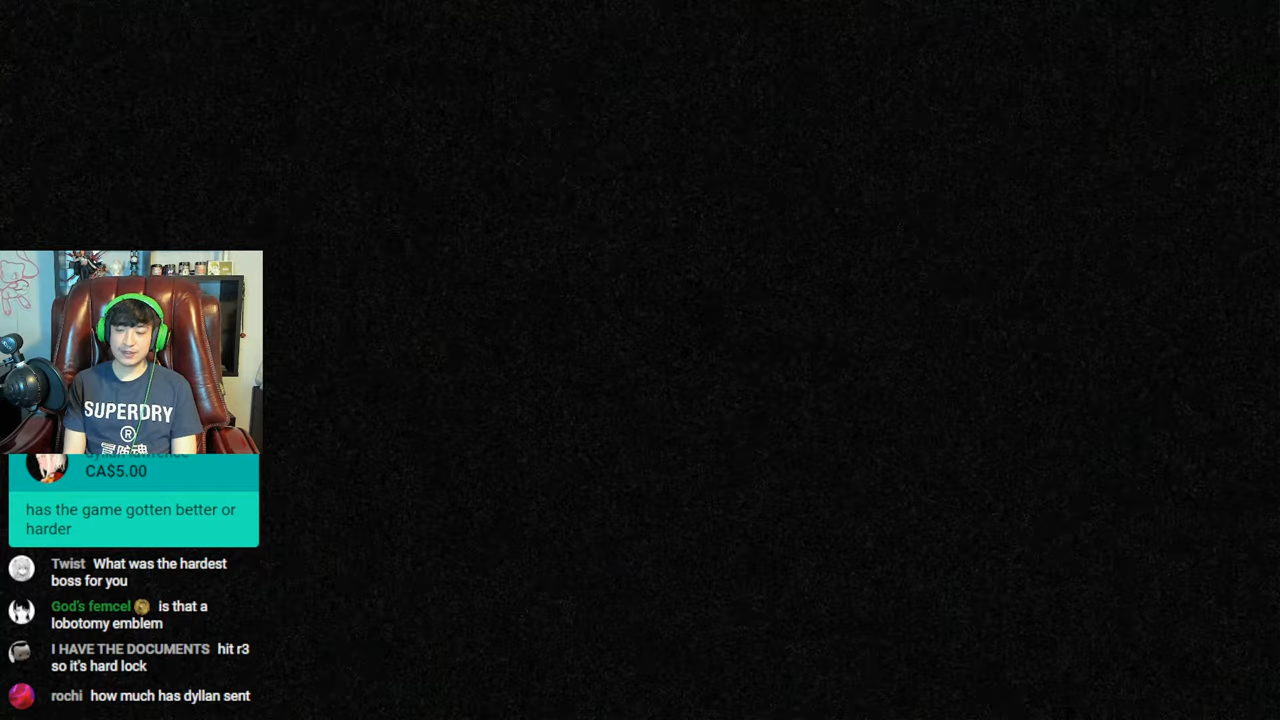 SUPERDRY
®
CA$5.00
has the game gotten better or
harder
Twist What was the hardest
boss for you
God's femcel is that a
lobotomy emblem
I HAVE THE DOCUMENTS hit r3
so it's hard lock
rochi how much has dyllan sent